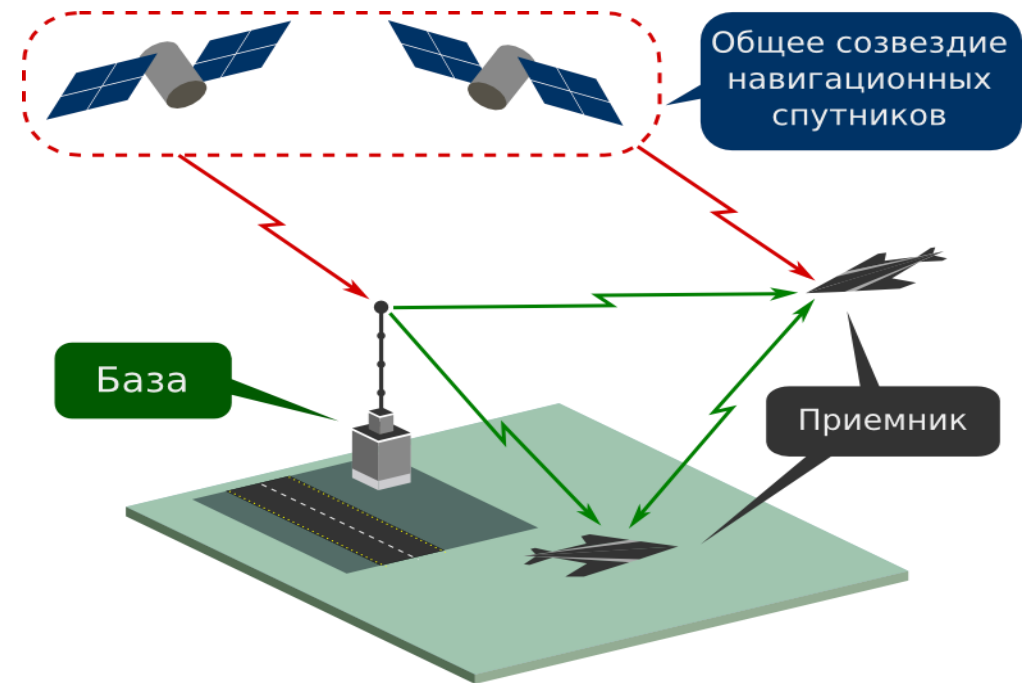 Общее созвездие
навигационных
спутников
База
Приемник